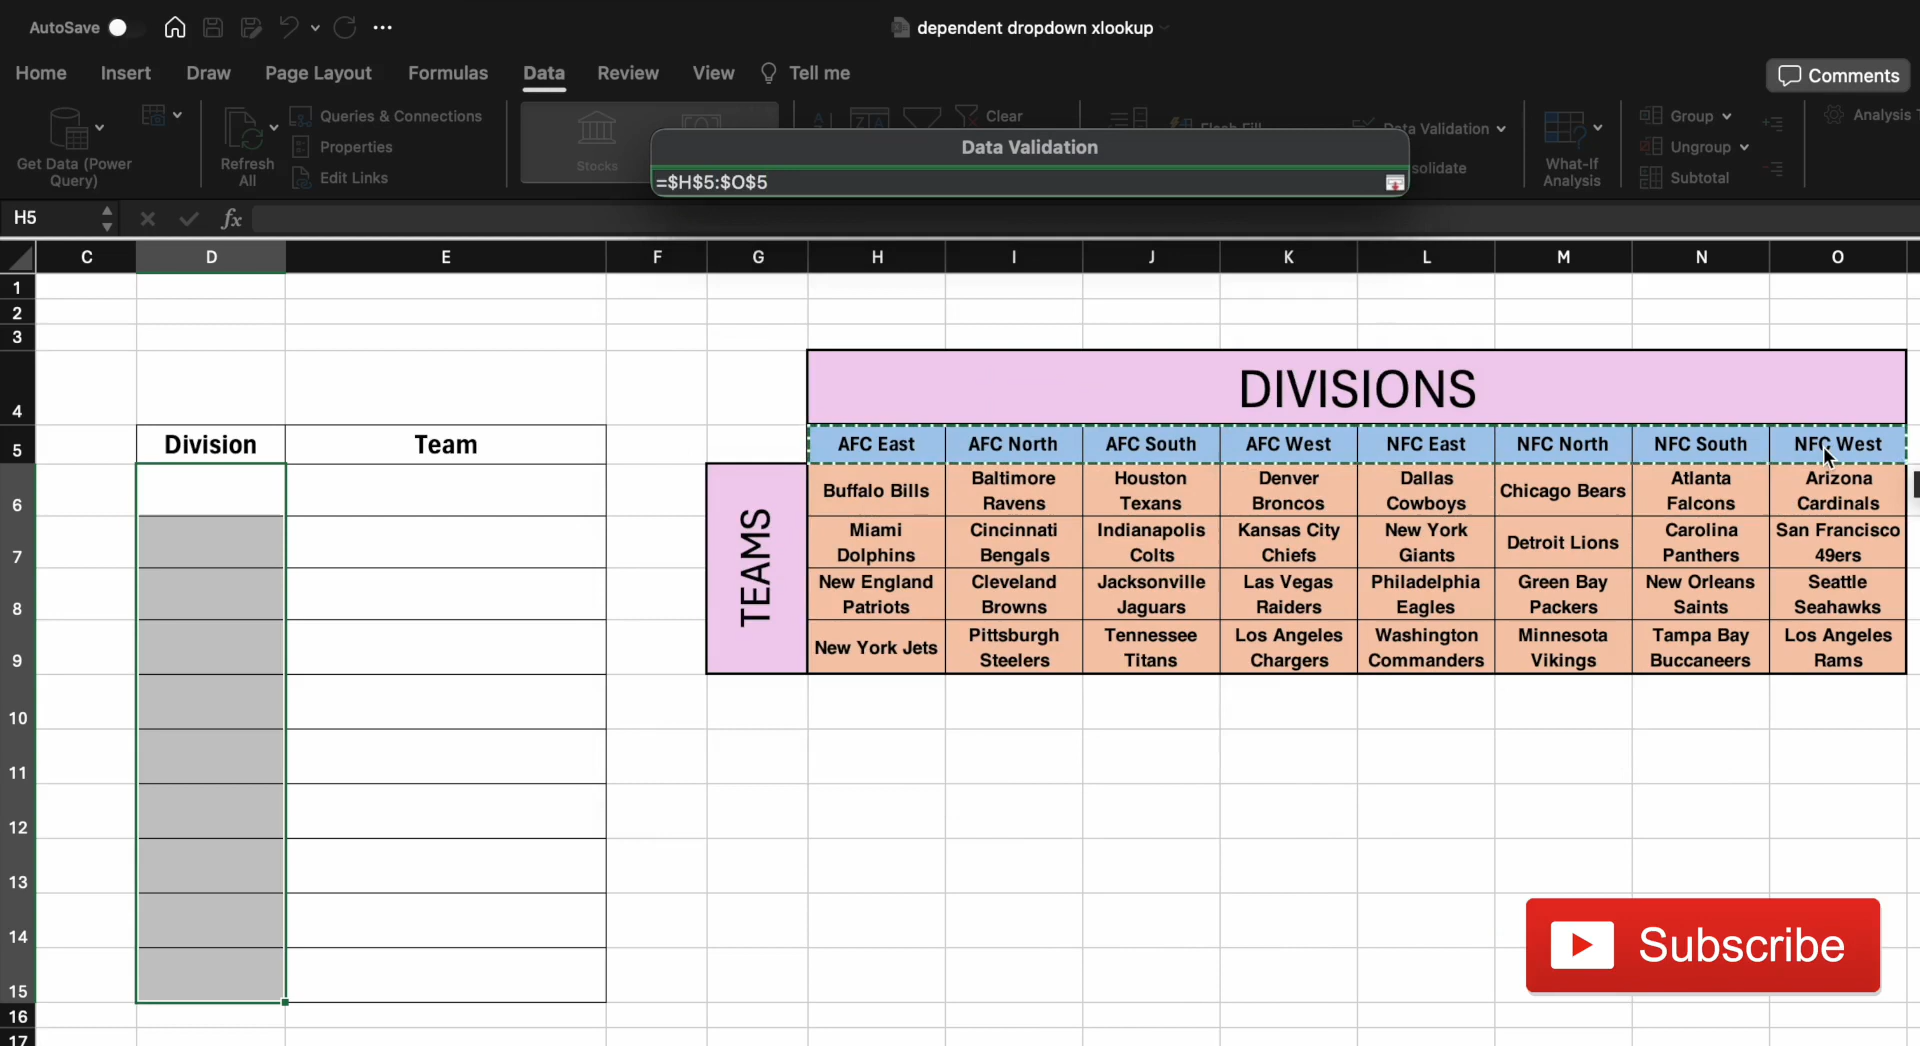 AutoSave
dependent dropdown xlookup
Home Insert Draw Page Layout Formulas Data Review View Tell me
Comments
Get Data (Power
Query)
Refresh
All
Queries & Connections
Properties
Edit Links
Stocks
Clear
Flash Fill
Data Validation
What-If
Analysis
Group
Ungroup
Subtotal
Analysis
Data Validation
=$H$5:$O$5
H5 fx
C D E F G H I J K L M N O
1
2
3
4 DIVISIONS
5 Division Team AFC East AFC North AFC South AFC West NFC East NFC North NFC South NFC West
TEAMS
6 Buffalo Bills Baltimore Ravens Houston Texans Denver Broncos Dallas Cowboys Chicago Bears Atlanta Falcons Arizona Cardinals
7 Miami Dolphins Cincinnati Bengals Indianapolis Colts Kansas City Chiefs New York Giants Detroit Lions Carolina Panthers San Francisco 49ers
8 New England Patriots Cleveland Browns Jacksonville Jaguars Las Vegas Raiders Philadelphia Eagles Green Bay Packers New Orleans Saints Seattle Seahawks
9 New York Jets Pittsburgh Steelers Tennessee Titans Los Angeles Chargers Washington Commanders Minnesota Vikings Tampa Bay Buccaneers Los Angeles Rams
10
11
12
13
14
15
16
17
Subscribe